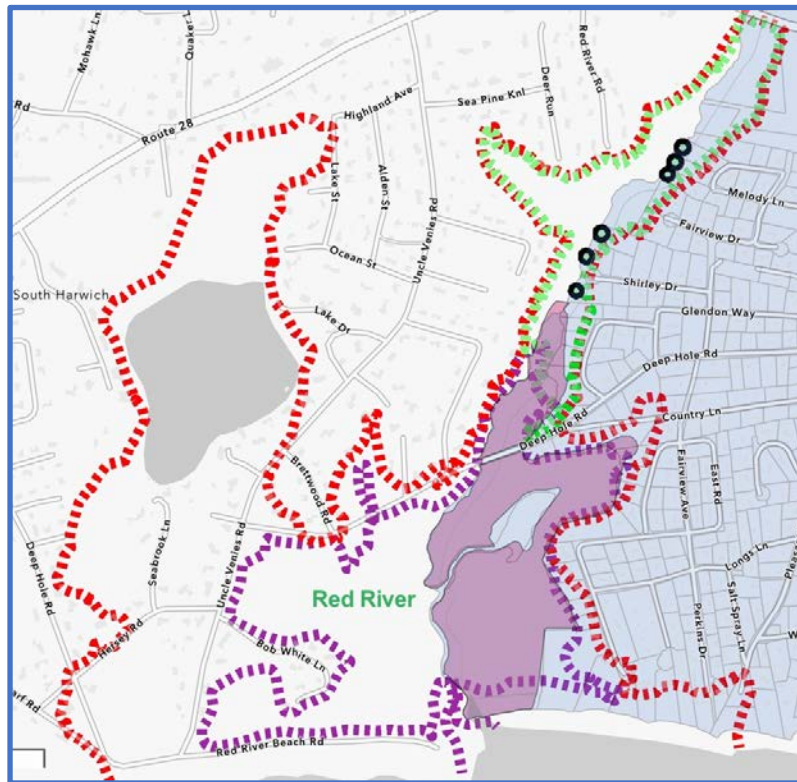 Mohawk Ln
Quaker L
Rd
Route 28
Highland Ave
Sea Pine Knl
Deer Run
Red River Rd
Lake St
Alden St
Uncle Venies Rd
Ocean St
Melody Ln
Fairview Dr
South Harwich
Shirley Dr
Glendon Way
Lake Dr
Deep Hole Rd
Country Ln
Deep Hole Rd
Brettwood Rd
Fairview Ave
East Rd
Deep Hole Rd
Seabrook Ln
Uncle Venies Rd
Longs Ln
Red River
Salt Spray Ln
Pleas
Perkins Dr
Helsey Rd
Bob White Ln
W
arf Rd
Red River Beach Rd